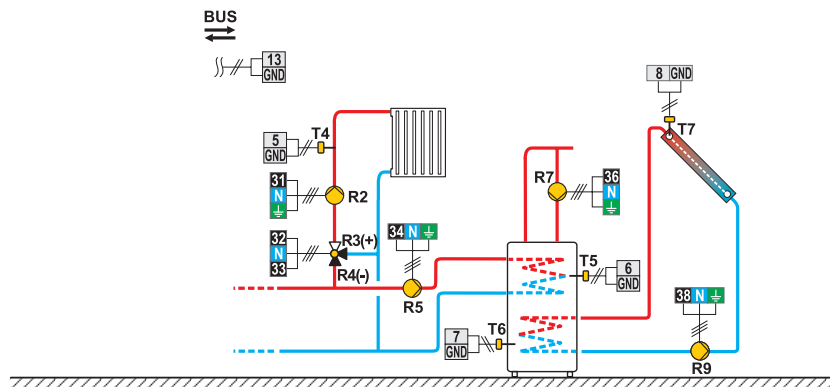 BUS
13
GND
8 GND
T7
5
GND
T4
31
N
R2
R7
36
N
32
N
33
R3(+)
R4(-)
34 N
R5
T5
6
GND
7
GND
T6
38 N
R9